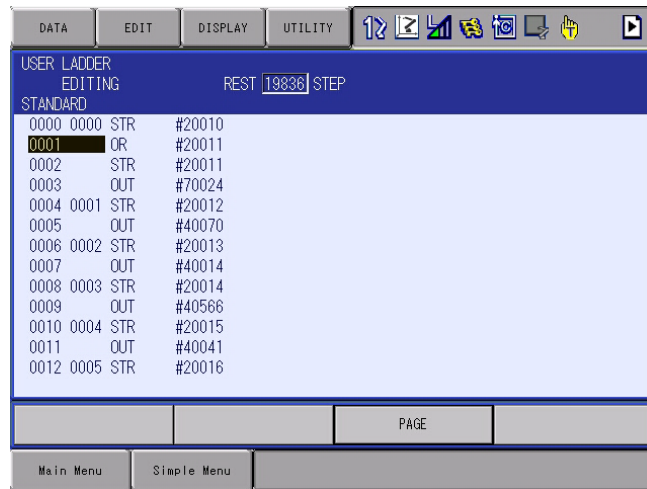 DATA EDIT DISPLAY UTILITY
USER LADDER
EDITING REST 19836 STEP
STANDARD
0000 0000 STR #20010
0001 OR #20011
0002 STR #20011
0003 OUT #70024
0004 0001 STR #20012
0005 OUT #40070
0006 0002 STR #20013
0007 OUT #40014
0008 0003 STR #20014
0009 OUT #40566
0010 0004 STR #20015
0011 OUT #40041
0012 0005 STR #20016
PAGE
Main Menu Simple Menu